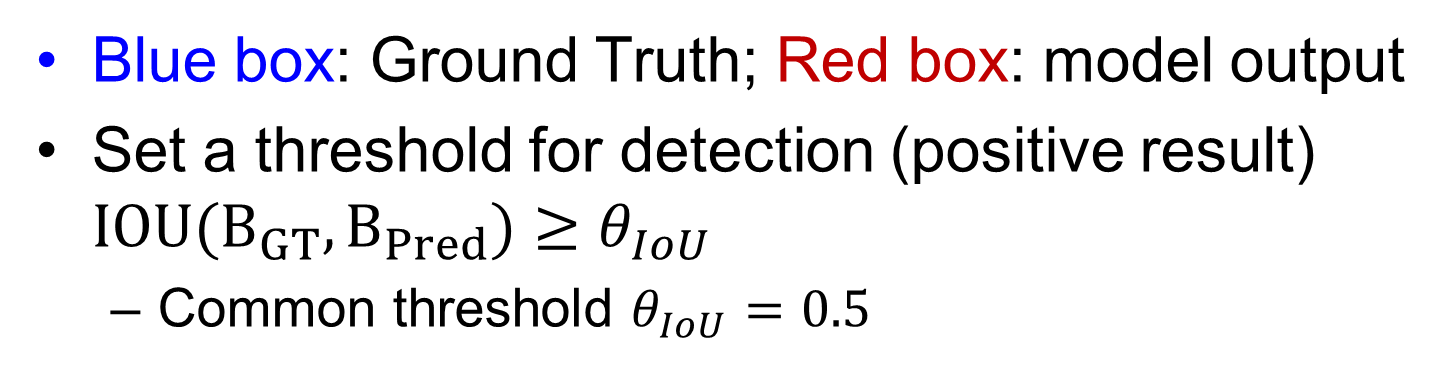 • Blue box: Ground Truth; Red box: model output
• Set a threshold for detection (positive result)
IOU(B_GT, B_Pred) ≥ θ_IoU
– Common threshold θ_IoU = 0.5